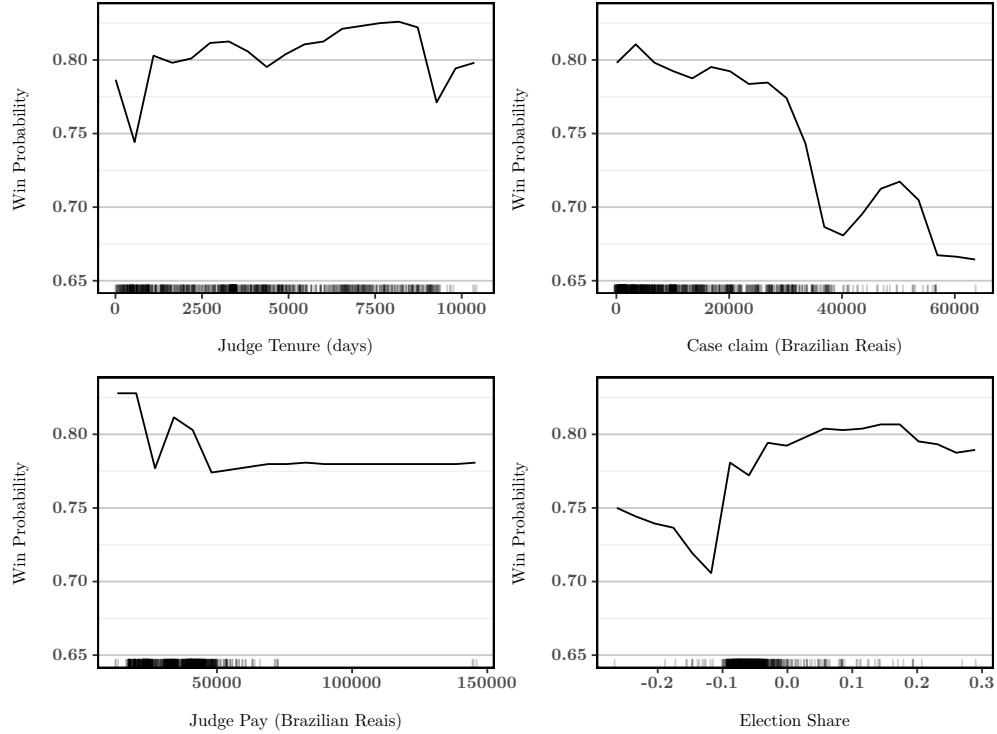 Win Probability
0.80
0.75
0.70
0.65
0 2500 5000 7500 10000
Judge Tenure (days)
Win Probability
0.80
0.75
0.70
0.65
0 20000 40000 60000
Case claim (Brazilian Reais)
Win Probability
0.80
0.75
0.70
0.65
50000 100000 150000
Judge Pay (Brazilian Reais)
Win Probability
0.80
0.75
0.70
0.65
-0.2 -0.1 0.0 0.1 0.2 0.3
Election Share